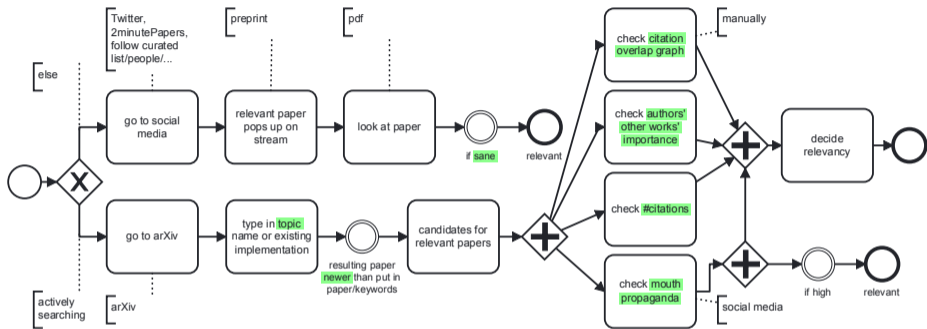 Twitter,
2minutePapers,
follow curated
list/people/...
preprint
pdf
manually
else
check citation
overlap graph
go to social
media
relevant paper
pops up on
stream
look at paper
if sane
relevant
check authors'
other works'
importance
decide
relevancy
go to arXiv
type in topic
name or existing
implementation
resulting paper
newer than put in
paper/keywords
candidates for
relevant papers
check #citations
check mouth
propaganda
if high
relevant
actively
searching
arXiv
social media